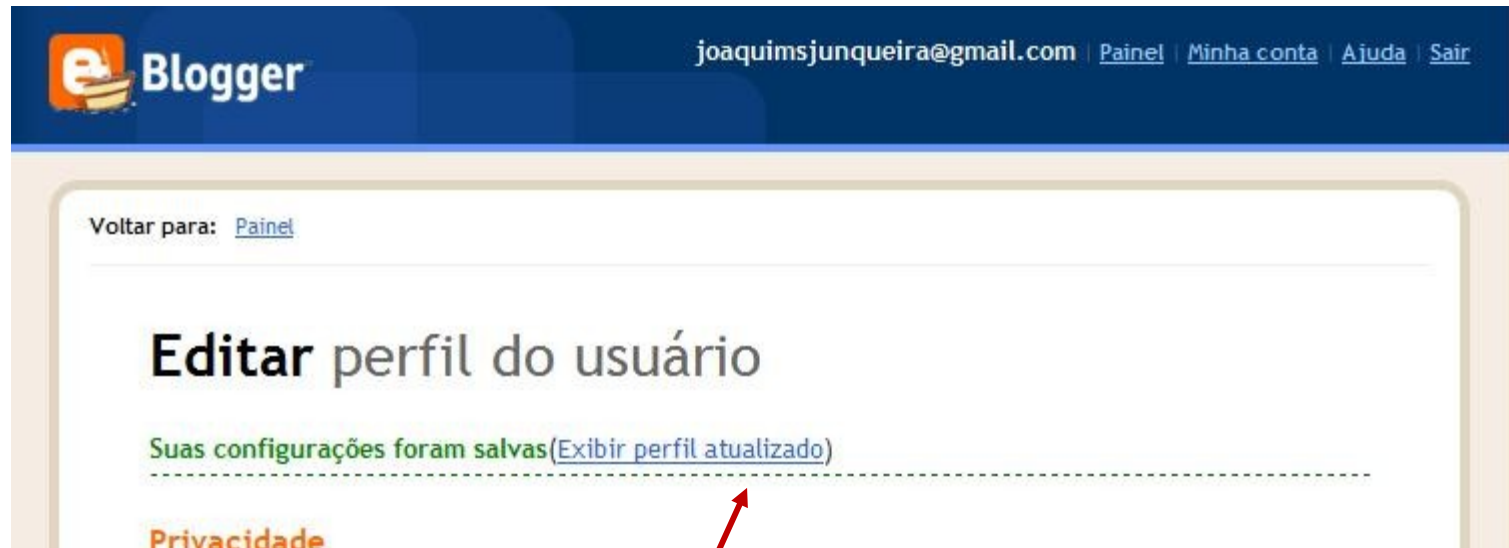 Blogger
joaquimsjunqueira@gmail.com | Painel | Minha conta | Ajuda | Sair
Voltar para: Painel
Editar perfil do usuário
Suas configurações foram salvas(Exibir perfil atualizado)
Privacidade